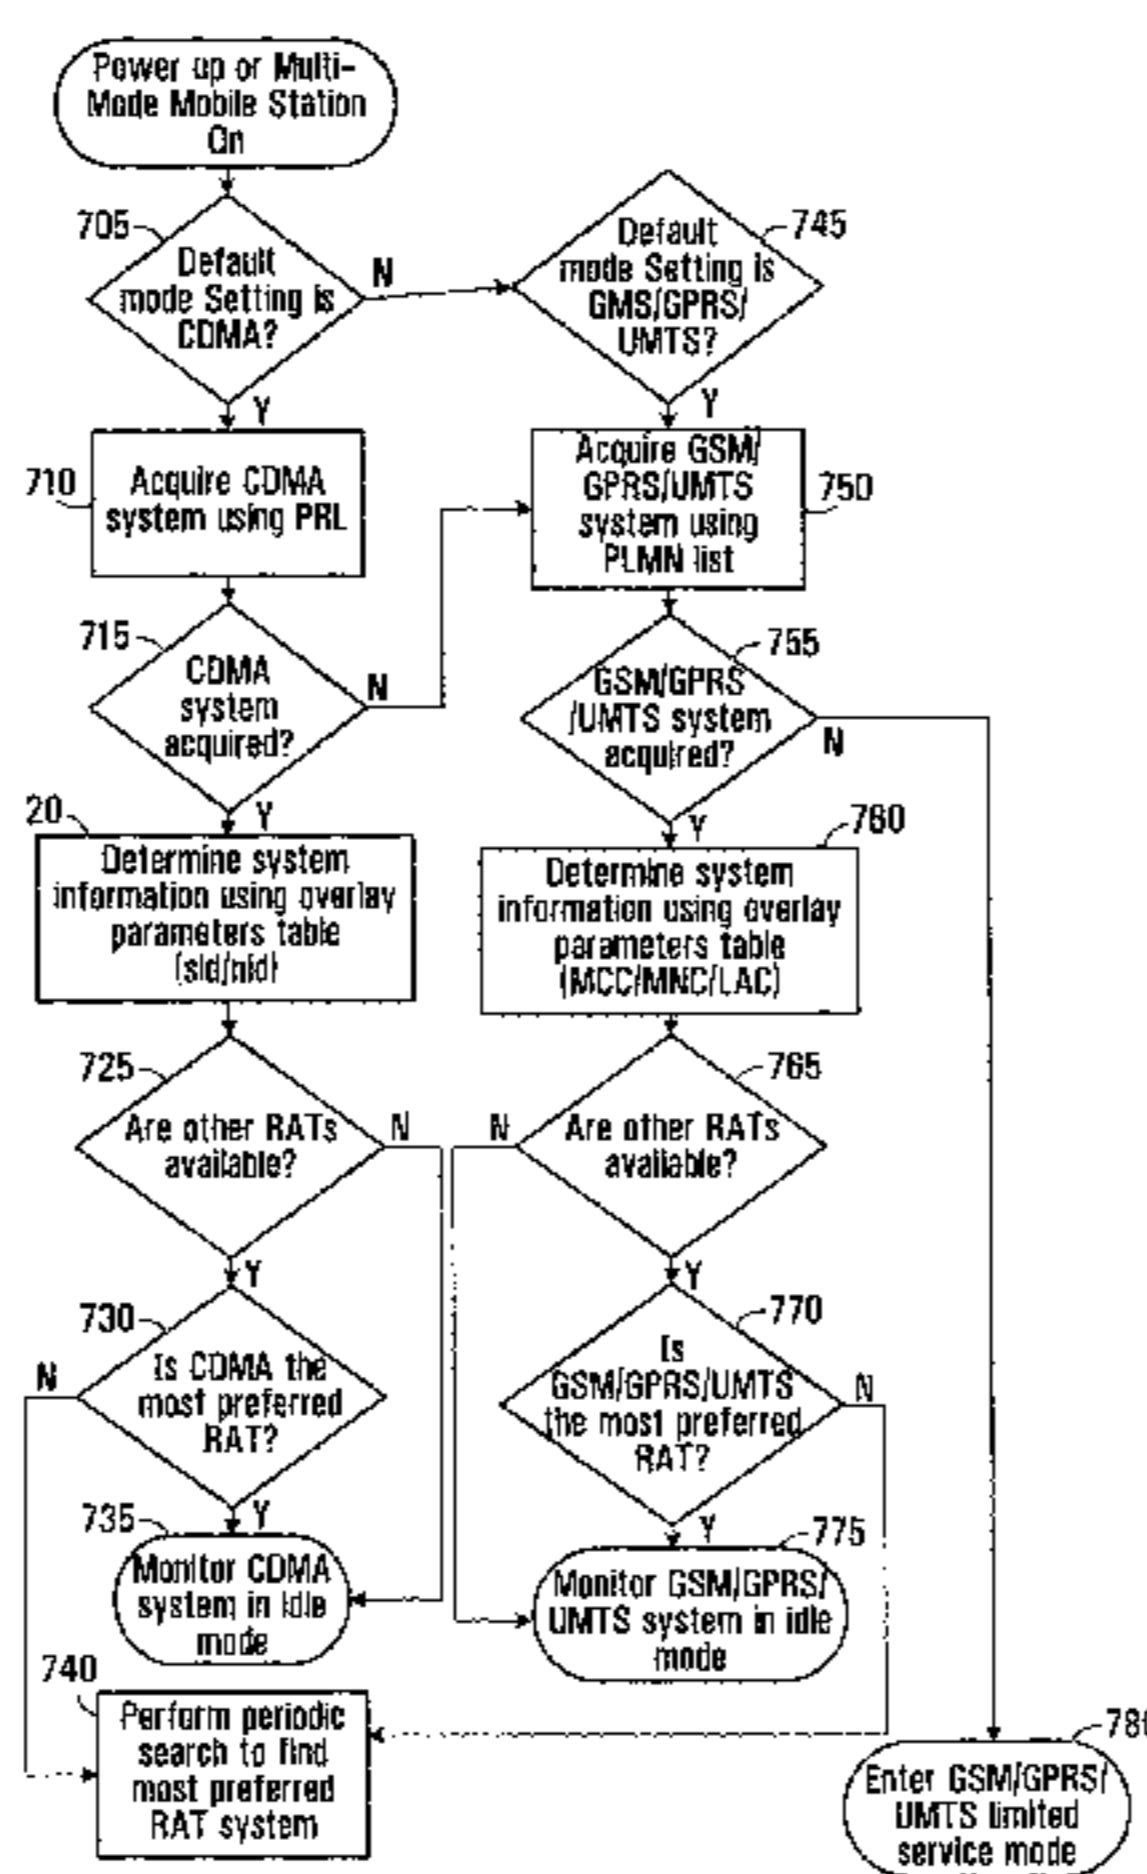 Power up or Multi-
Mode Mobile Station
On
705
Default
mode Setting is
CDMA?
N
Y
745
Default
mode Setting is
GMS/GPRS/
UMTS?
Y
710
Acquire CDMA
system using PRL
Acquire GSM/
GPRS/UMTS
system using
PLMN list
750
715
CDMA
system
acquired?
N
Y
755
GSM/GPRS
/UMTS system
acquired?
N
Y
20
Determine system
information using overlay
parameters table
(sid/nid)
760
Determine system
information using overlay
parameters table
(MCC/MNC/LAC)
725
Are other RATs
available?
N
Y
765
Are other RATs
available?
N
Y
730
Is CDMA the
most preferred
RAT?
N
Y
770
Is
GSM/GPRS/UMTS
the most preferred
RAT?
N
Y
735
Monitor CDMA
system in idle
mode
775
Monitor GSM/GPRS/
UMTS system in idle
mode
740
Perform periodic
search to find
most preferred
RAT system
Enter GSM/GPRS/
UMTS limited
service mode